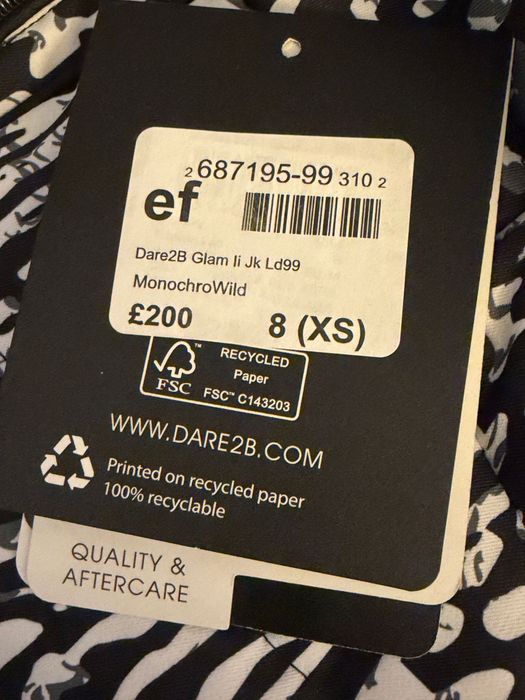 2 687195-99 310 2
ef
Dare2B Glam Ii Jk Ld99
MonochroWild
£200 8 (XS)
FSC™
RECYCLED
Paper
FSC™ C143203
WWW.DARE2B.COM
Printed on recycled paper
100% recyclable
QUALITY &
AFTERCARE